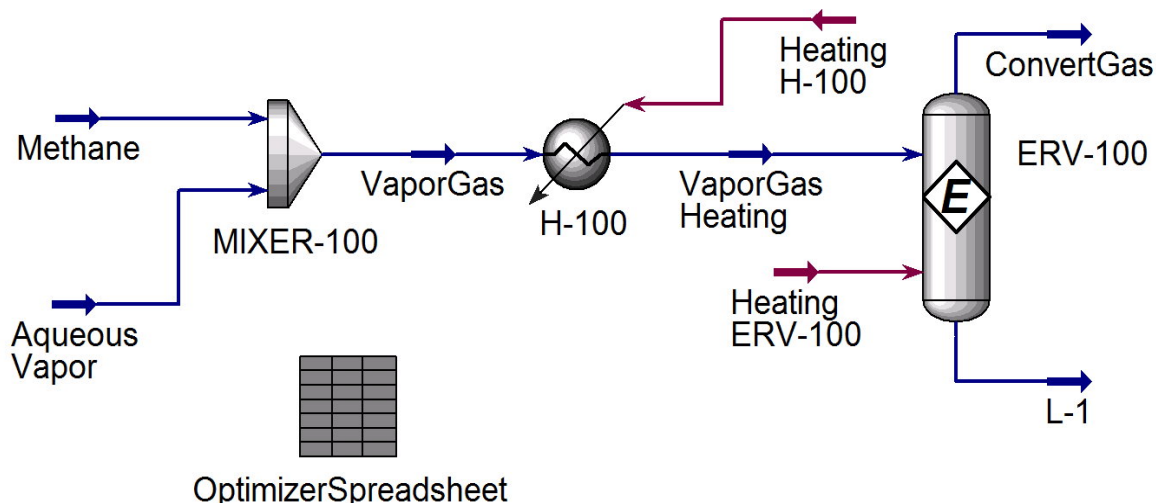 Heating
H-100
ConvertGas
Methane
ERV-100
VaporGas
VaporGas
Heating
H-100
MIXER-100
E
Heating
ERV-100
Aqueous
Vapor
L-1
OptimizerSpreadsheet